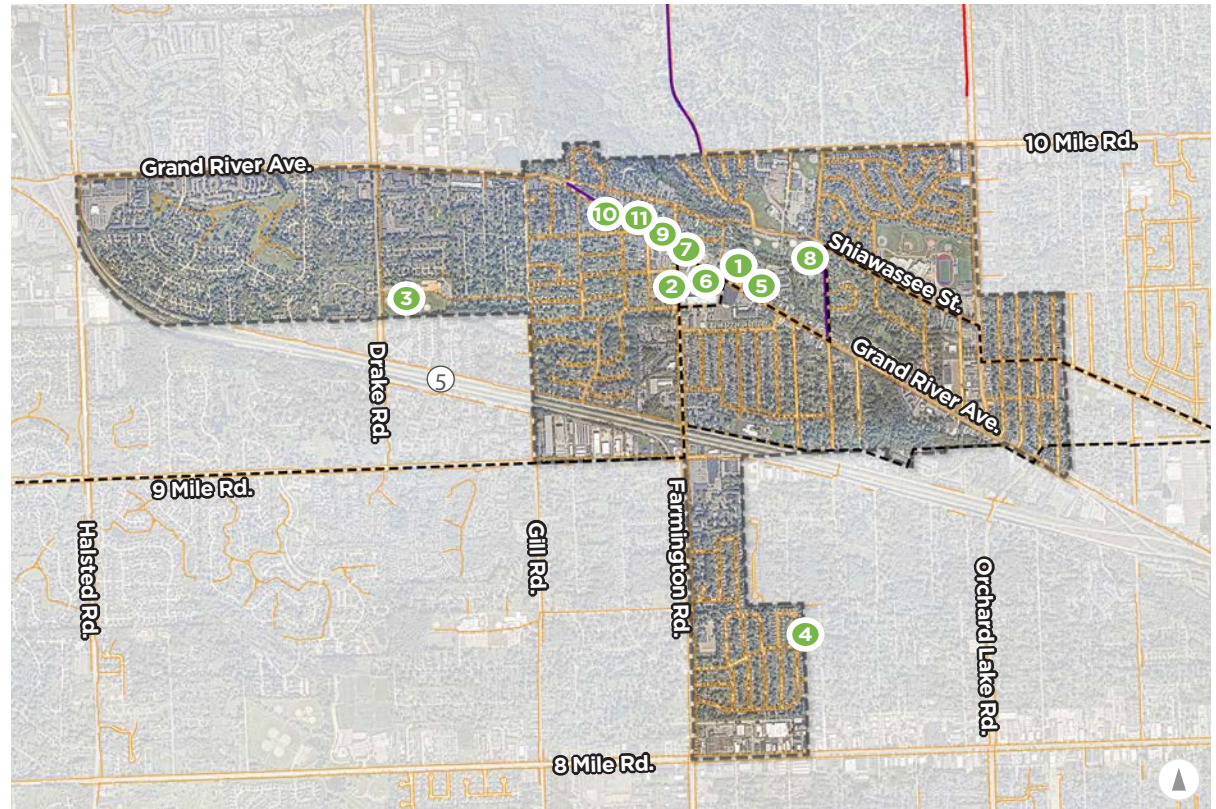 10 Mile Rd.
Grand River Ave.
10
11
9
7
1
8
Shiawassee St.
2
6
5
3
Drake Rd.
5
Grand River Ave.
9 Mile Rd.
Halsted Rd.
Gill Rd.
Farmington Rd.
Orchard Lake Rd.
4
8 Mile Rd.